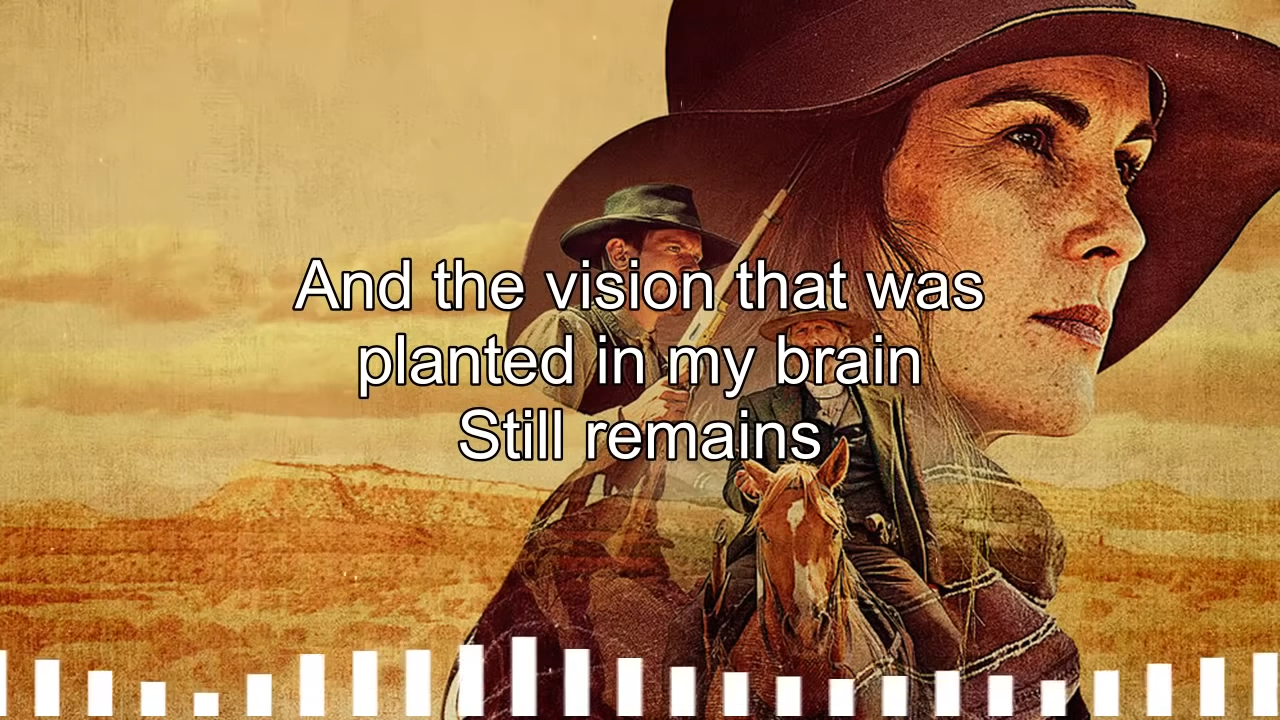 And the vision that was
planted in my brain
Still remains